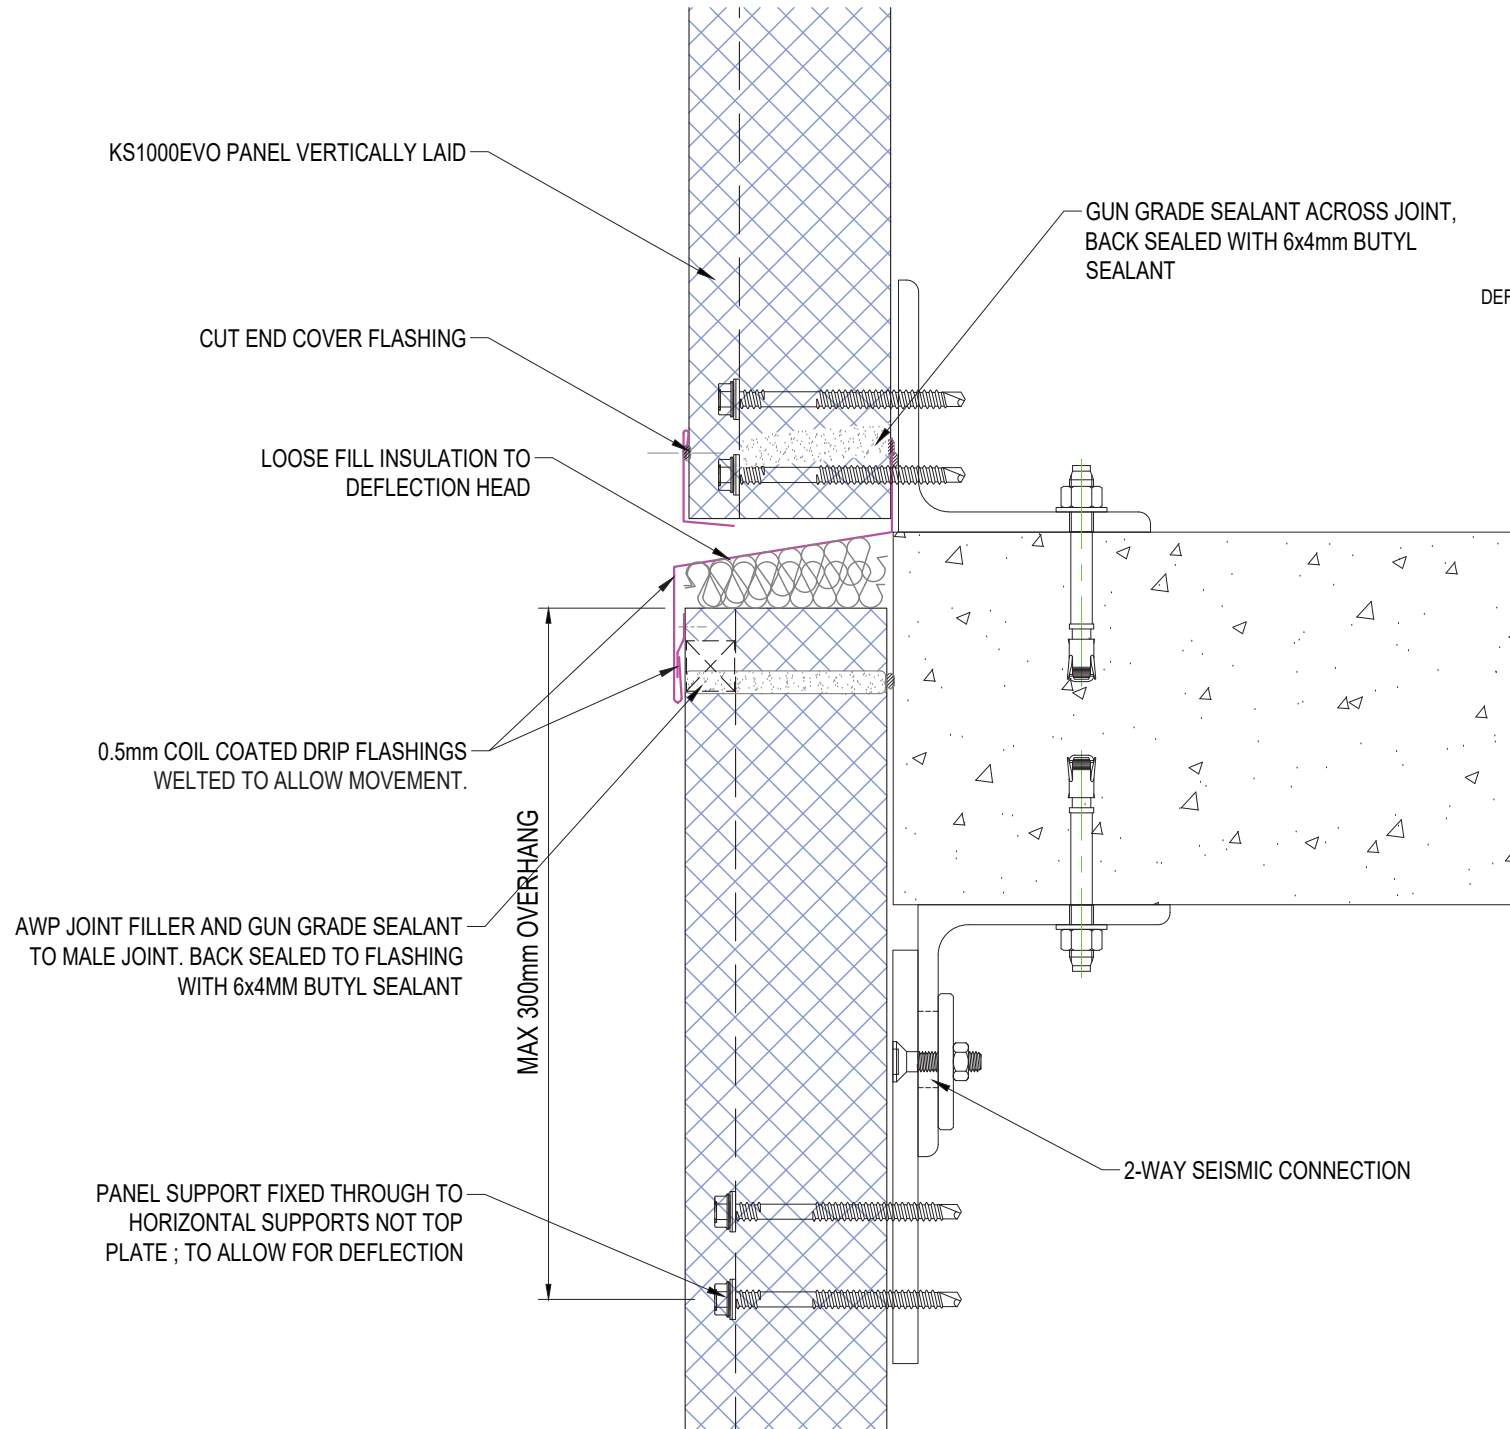 KS1000EVO PANEL VERTICALLY LAID
GUN GRADE SEALANT ACROSS JOINT,
BACK SEALED WITH 6x4mm BUTYL
SEALANT
DEF
CUT END COVER FLASHING
LOOSE FILL INSULATION TO
DEFLECTION HEAD
0.5mm COIL COATED DRIP FLASHINGS
WELTED TO ALLOW MOVEMENT.
MAX 300mm OVERHANG
AWP JOINT FILLER AND GUN GRADE SEALANT
TO MALE JOINT. BACK SEALED TO FLASHING
WITH 6x4MM BUTYL SEALANT
2-WAY SEISMIC CONNECTION
PANEL SUPPORT FIXED THROUGH TO
HORIZONTAL SUPPORTS NOT TOP
PLATE ; TO ALLOW FOR DEFLECTION